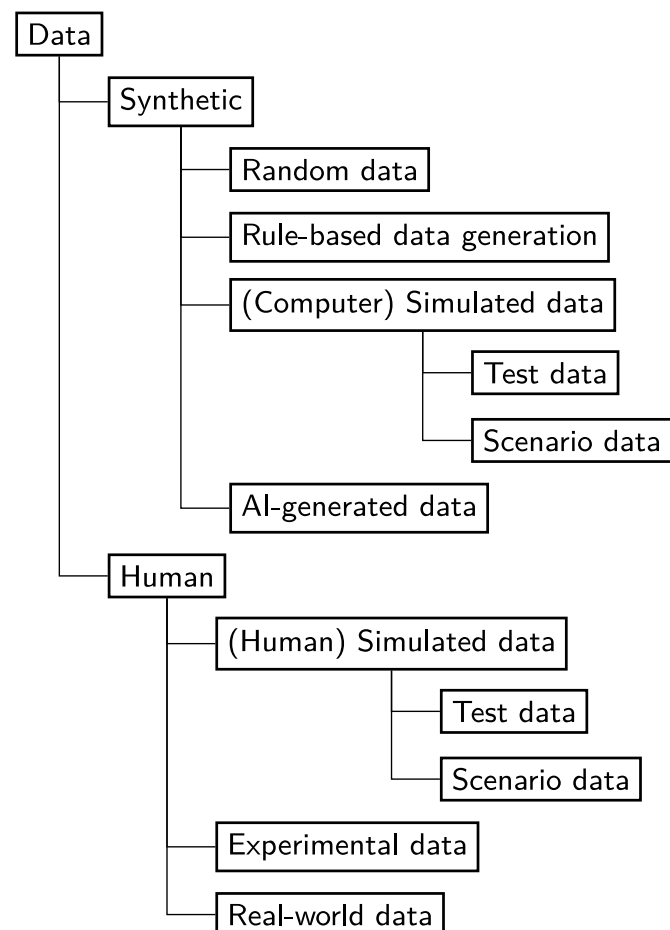 Data
Synthetic
Random data
Rule-based data generation
(Computer) Simulated data
Test data
Scenario data
AI-generated data
Human
(Human) Simulated data
Test data
Scenario data
Experimental data
Real-world data